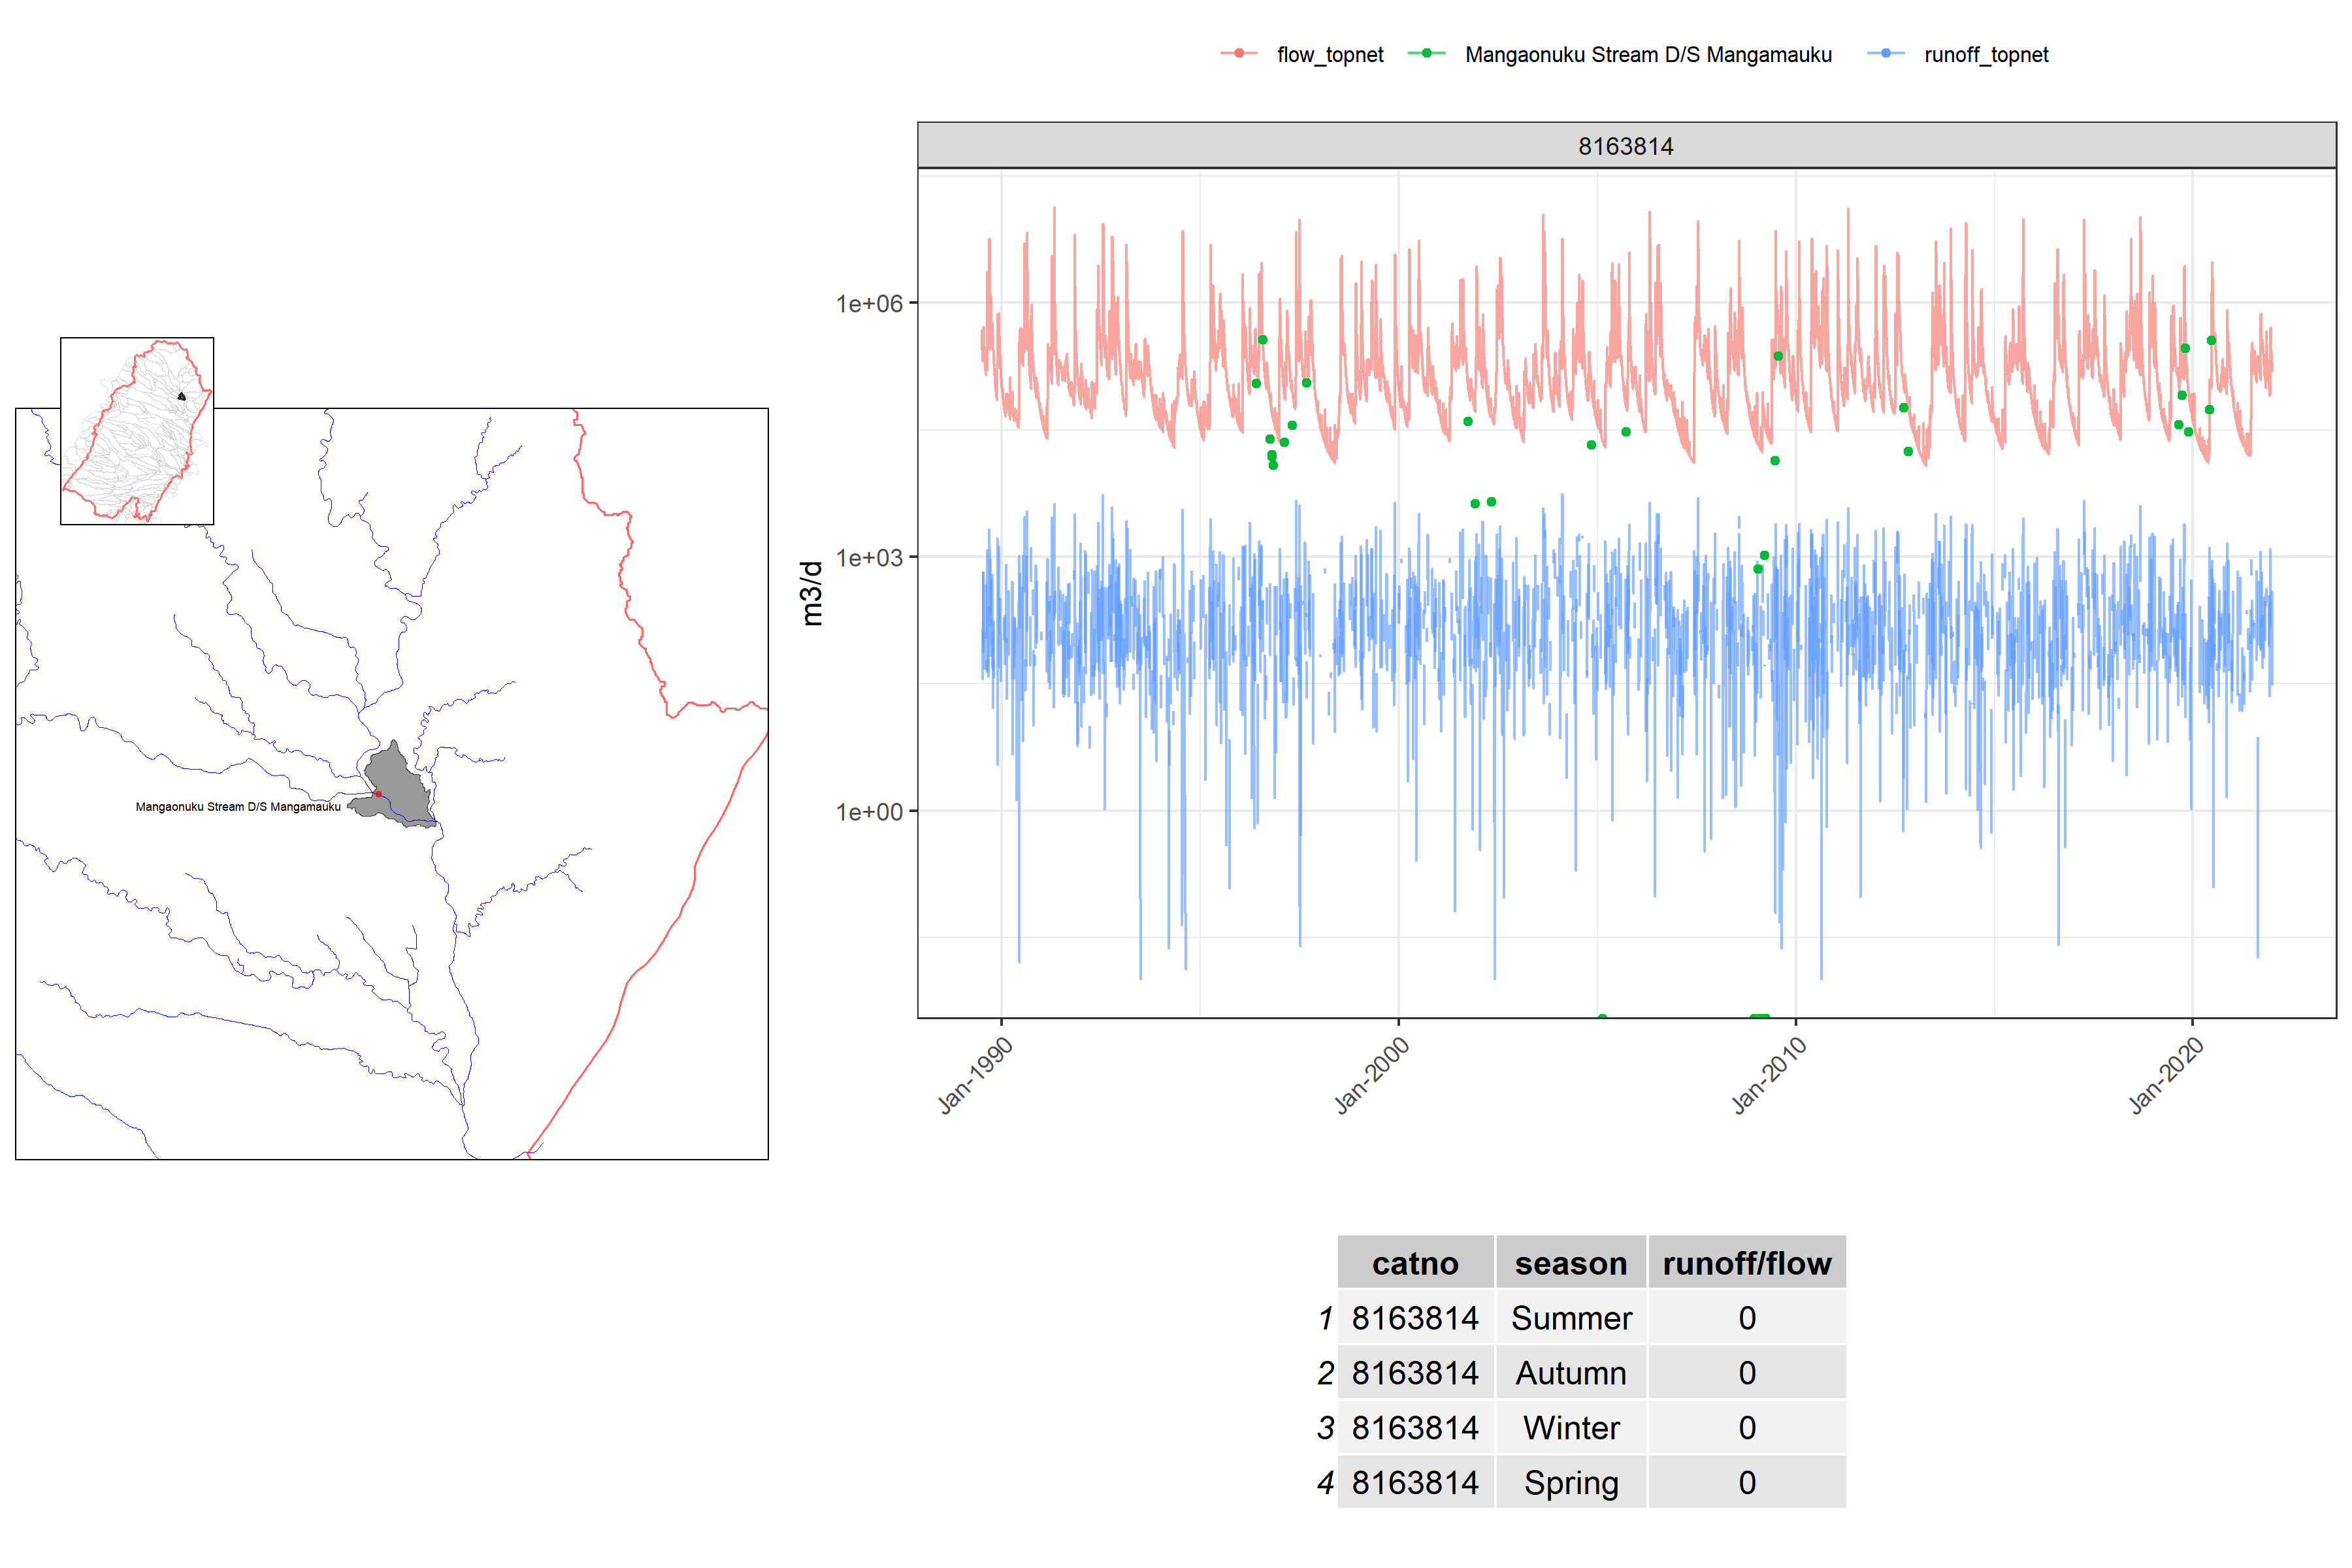 flow_topnet Mangaonuku Stream D/S Mangamauku runoff_topnet
8163814
1e+06
1e+03
1e+00
m3/d
Jan-1990 Jan-2000 Jan-2010 Jan-2020
Mangaonuku Stream D/S Mangamauku
catno season runoff/flow
1 8163814 Summer 0
2 8163814 Autumn 0
3 8163814 Winter 0
4 8163814 Spring 0